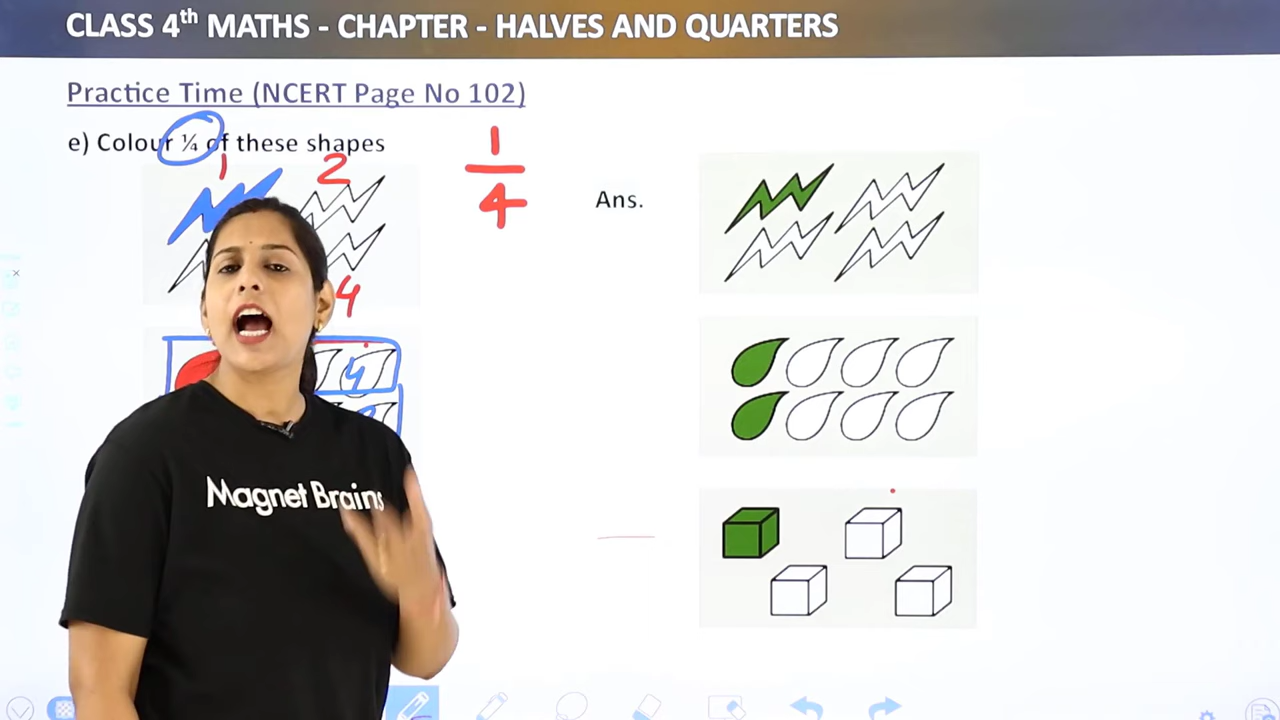 CLASS 4th MATHS - CHAPTER - HALVES AND QUARTERS
Practice Time (NCERT Page No 102)
e) Colour ¼ of these shapes
1
4
1
2
4
Ans.
4
Magnet Brains